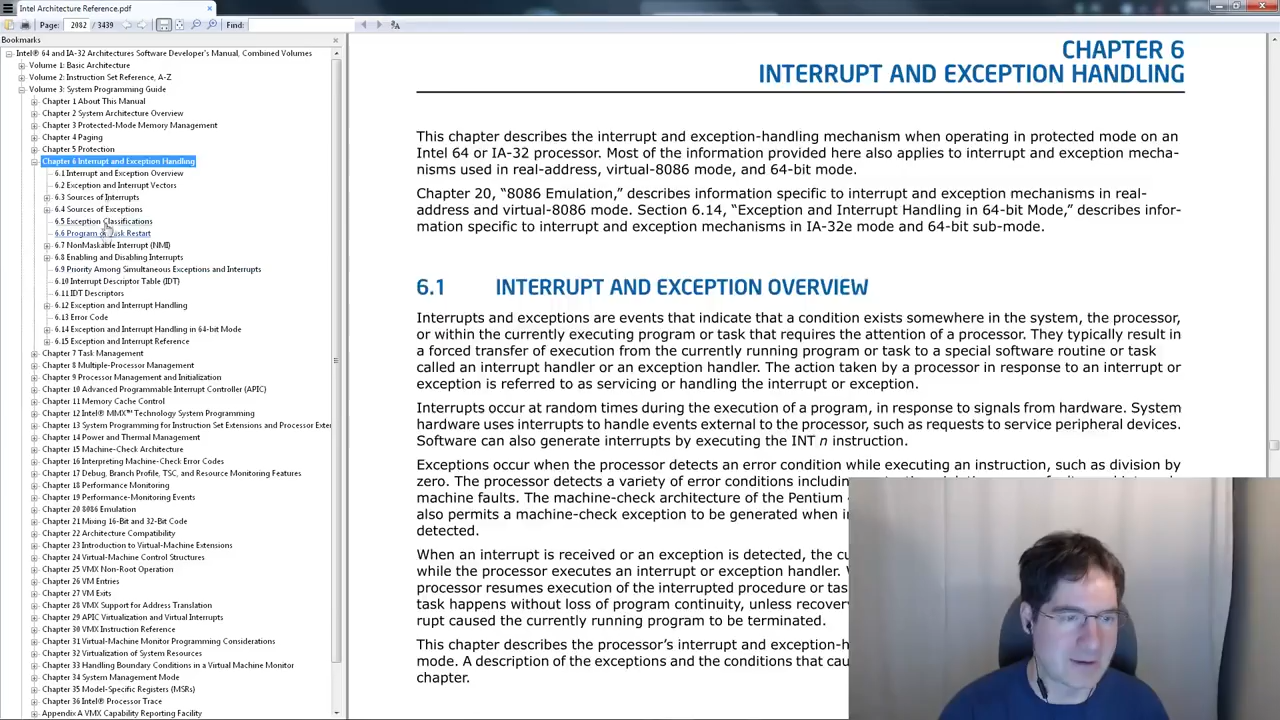 Intel Architecture Reference.pdf
Page: 2082 / 3439 Find:
Bookmarks
Intel® 64 and IA-32 Architectures Software Developer's Manual, Combined Volumes
Volume 1: Basic Architecture
Volume 2: Instruction Set Reference, A-Z
Volume 3: System Programming Guide
Chapter 1 About This Manual
Chapter 2 System Architecture Overview
Chapter 3 Protected-Mode Memory Management
Chapter 4 Paging
Chapter 5 Protection
Chapter 6 Interrupt and Exception Handling
6.1 Interrupt and Exception Overview
6.2 Exception and Interrupt Vectors
6.3 Sources of Interrupts
6.4 Sources of Exceptions
6.5 Exception Classifications
6.6 Program Task Restart
6.7 NonMaskable Interrupt (NMI)
6.8 Enabling and Disabling Interrupts
6.9 Priority Among Simultaneous Exceptions and Interrupts
6.10 Interrupt Descriptor Table (IDT)
6.11 IDT Descriptors
6.12 Exception and Interrupt Handling
6.13 Error Code
6.14 Exception and Interrupt Handling in 64-bit Mode
6.15 Exception and Interrupt Reference
Chapter 7 Task Management
Chapter 8 Multiple-Processor Management
Chapter 9 Processor Management and Initialization
Chapter 10 Advanced Programmable Interrupt Controller (APIC)
Chapter 11 Memory Cache Control
Chapter 12 Intel® MMX™ Technology System Programming
Chapter 13 System Programming for Instruction Set Extensions and Processor Exter
Chapter 14 Power and Thermal Management
Chapter 15 Machine-Check Architecture
Chapter 16 Interpreting Machine-Check Error Codes
Chapter 17 Debug, Branch Profile, TSC, and Resource Monitoring Features
Chapter 18 Performance Monitoring
Chapter 19 Performance-Monitoring Events
Chapter 20 8086 Emulation
Chapter 21 Mixing 16-Bit and 32-Bit Code
Chapter 22 Architecture Compatibility
Chapter 23 Introduction to Virtual-Machine Extensions
Chapter 24 Virtual-Machine Control Structures
Chapter 25 VMX Non-Root Operation
Chapter 26 VM Entries
Chapter 27 VM Exits
Chapter 28 VMX Support for Address Translation
Chapter 29 APIC Virtualization and Virtual Interrupts
Chapter 30 VMX Instruction Reference
Chapter 31 Virtual-Machine Monitor Programming Considerations
Chapter 32 Virtualization of System Resources
Chapter 33 Handling Boundary Conditions in a Virtual Machine Monitor
Chapter 34 System Management Mode
Chapter 35 Model-Specific Registers (MSRs)
Chapter 36 Intel® Processor Trace
Appendix A VMX Capability Reporting Facility
CHAPTER 6
INTERRUPT AND EXCEPTION HANDLING
This chapter describes the interrupt and exception-handling mechanism when operating in protected mode on an
Intel 64 or IA-32 processor. Most of the information provided here also applies to interrupt and exception mecha-
nisms used in real-address, virtual-8086 mode, and 64-bit mode.
Chapter 20, “8086 Emulation,” describes information specific to interrupt and exception mechanisms in real-
address and virtual-8086 mode. Section 6.14, “Exception and Interrupt Handling in 64-bit Mode,” describes infor-
mation specific to interrupt and exception mechanisms in IA-32e mode and 64-bit sub-mode.
6.1 INTERRUPT AND EXCEPTION OVERVIEW
Interrupts and exceptions are events that indicate that a condition exists somewhere in the system, the processor,
or within the currently executing program or task that requires the attention of a processor. They typically result in
a forced transfer of execution from the currently running program or task to a special software routine or task
called an interrupt handler or an exception handler. The action taken by a processor in response to an interrupt or
exception is referred to as servicing or handling the interrupt or exception.
Interrupts occur at random times during the execution of a program, in response to signals from hardware. System
hardware uses interrupts to handle events external to the processor, such as requests to service peripheral devices.
Software can also generate interrupts by executing the INT n instruction.
Exceptions occur when the processor detects an error condition while executing an instruction, such as division by
zero. The processor detects a variety of error conditions including
machine faults. The machine-check architecture of the Pentium
also permits a machine-check exception to be generated when in
detected.
When an interrupt is received or an exception is detected, the cu
while the processor executes an interrupt or exception handler.
processor resumes execution of the interrupted procedure or tas
task happens without loss of program continuity, unless recover
rupt caused the currently running program to be terminated.
This chapter describes the processor’s interrupt and exception-h
mode. A description of the exceptions and the conditions that cau
chapter.